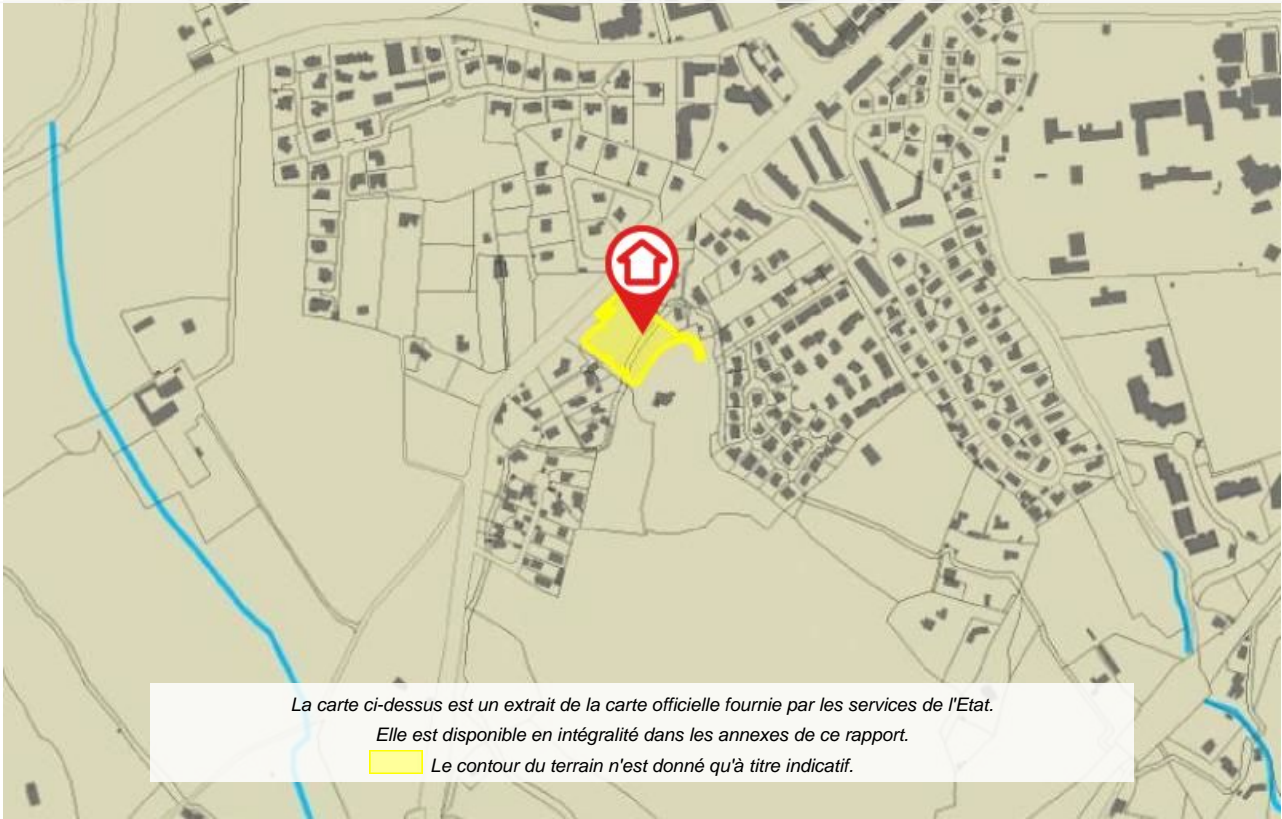 La carte ci-dessus est un extrait de la carte officielle fournie par les services de l'Etat.
Elle est disponible en intégralité dans les annexes de ce rapport.
Le contour du terrain n'est donné qu'à titre indicatif.